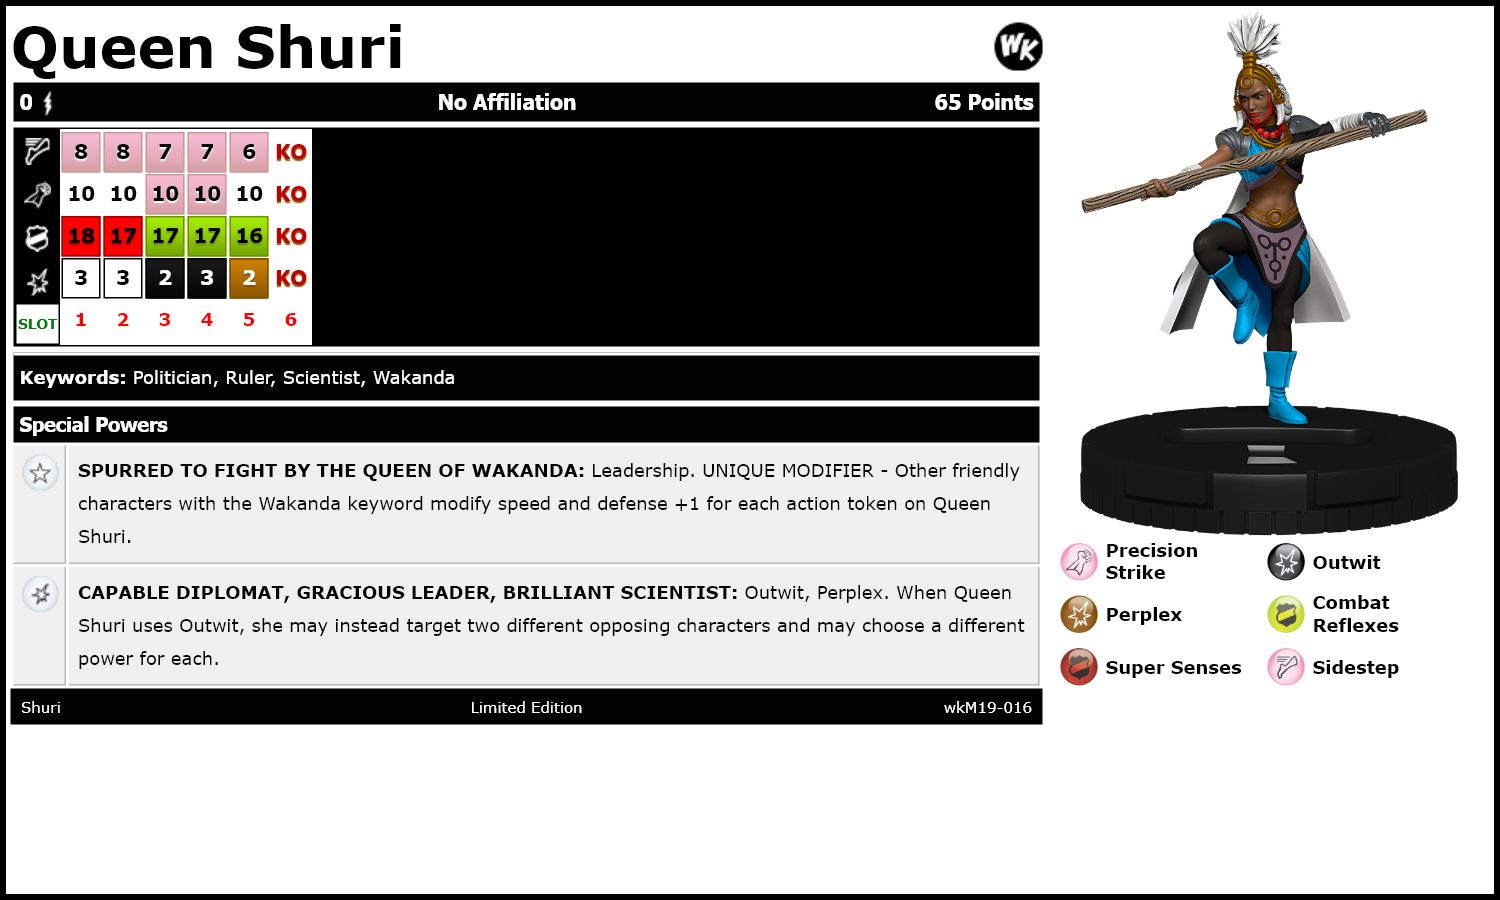 Queen Shuri
WK
0 No Affiliation 65 Points
8 8 7 7 6 KO
10 10 10 10 10 KO
18 17 17 17 16 KO
3 3 2 3 2 KO
SLOT 1 2 3 4 5 6
Keywords: Politician, Ruler, Scientist, Wakanda
Special Powers
SPURRED TO FIGHT BY THE QUEEN OF WAKANDA: Leadership. UNIQUE MODIFIER - Other friendly
characters with the Wakanda keyword modify speed and defense +1 for each action token on Queen
Shuri.
CAPABLE DIPLOMAT, GRACIOUS LEADER, BRILLIANT SCIENTIST: Outwit, Perplex. When Queen
Shuri uses Outwit, she may instead target two different opposing characters and may choose a different
power for each.
Shuri Limited Edition wkM19-016
Precision
Strike
Outwit
Perplex
Combat
Reflexes
Super Senses
Sidestep